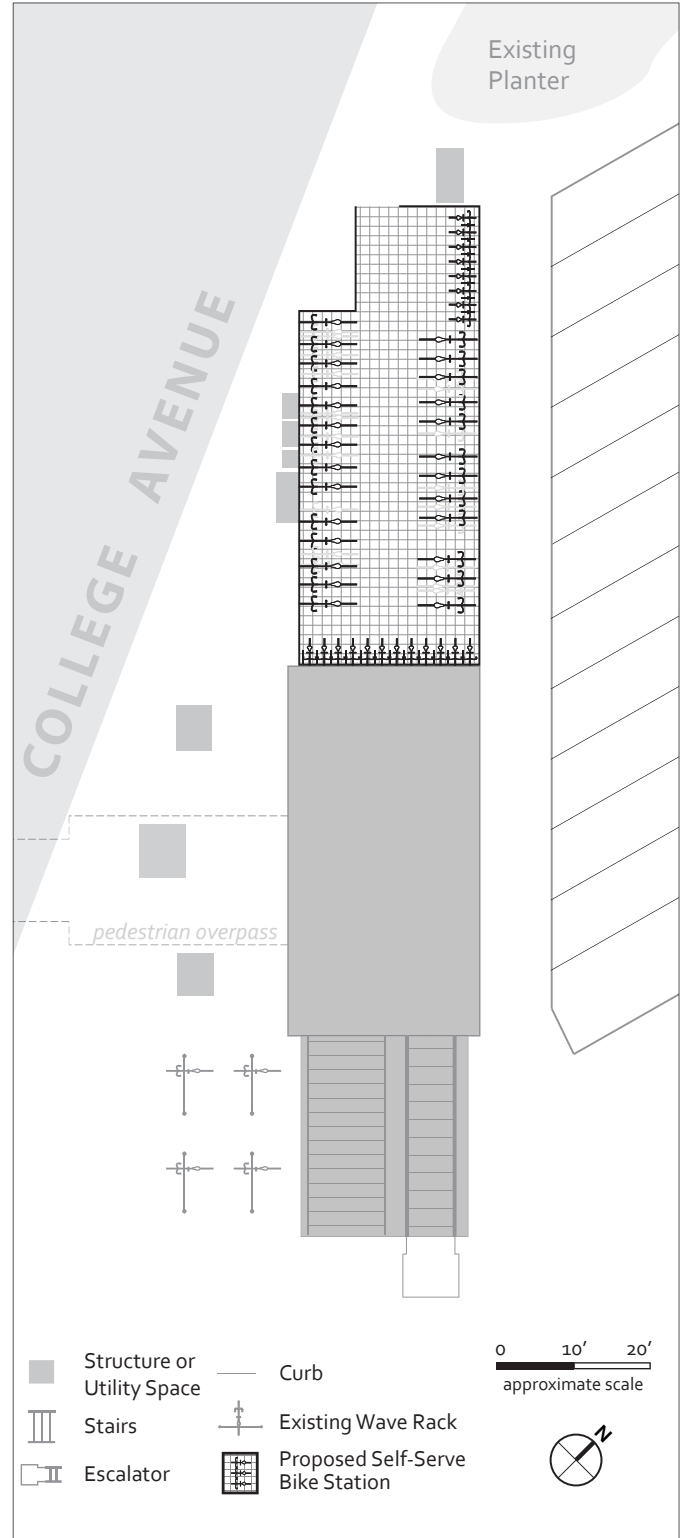 Existing
Planter
COLLEGE AVENUE
pedestrian overpass
0 10' 20'
approximate scale
N
Structure or
Utility Space
Stairs
Escalator
Curb
Existing Wave Rack
Proposed Self-Serve
Bike Station